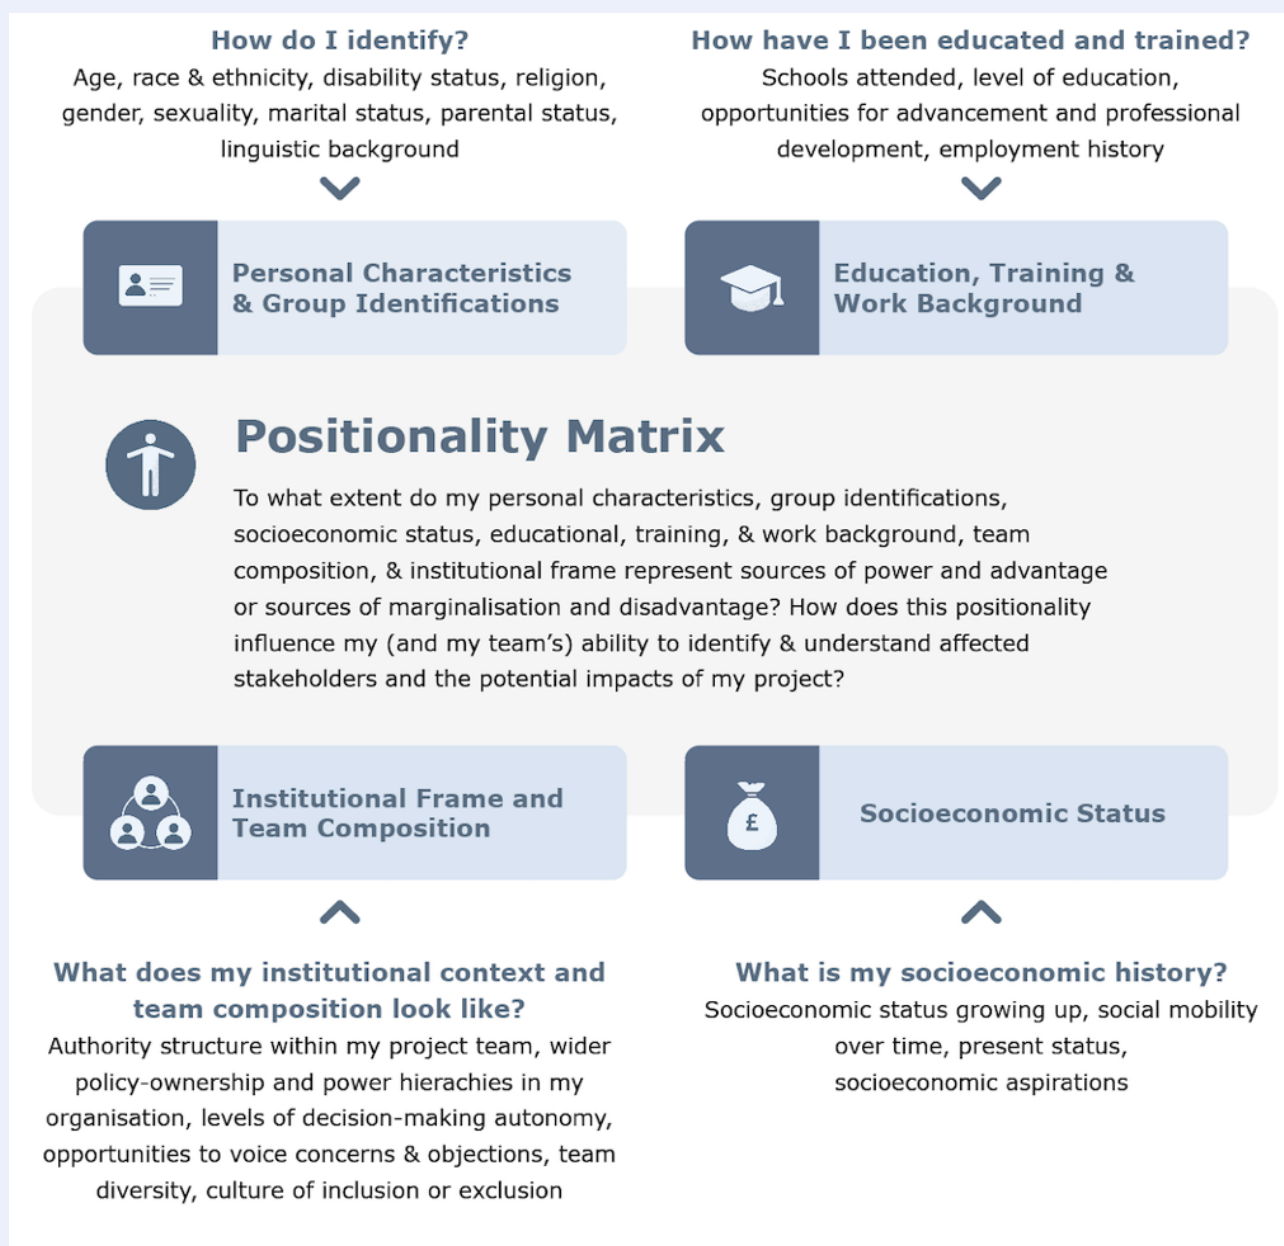 How do I identify?
Age, race & ethnicity, disability status, religion,
gender, sexuality, marital status, parental status,
linguistic background
How have I been educated and trained?
Schools attended, level of education,
opportunities for advancement and professional
development, employment history
Personal Characteristics
& Group Identifications
Education, Training &
Work Background
Positionality Matrix
To what extent do my personal characteristics, group identifications,
socioeconomic status, educational, training, & work background, team
composition, & institutional frame represent sources of power and advantage
or sources of marginalisation and disadvantage? How does this positionality
influence my (and my team’s) ability to identify & understand affected
stakeholders and the potential impacts of my project?
Institutional Frame and
Team Composition
£
Socioeconomic Status
What does my institutional context and
team composition look like?
Authority structure within my project team, wider
policy-ownership and power hierachies in my
organisation, levels of decision-making autonomy,
opportunities to voice concerns & objections, team
diversity, culture of inclusion or exclusion
What is my socioeconomic history?
Socioeconomic status growing up, social mobility
over time, present status,
socioeconomic aspirations